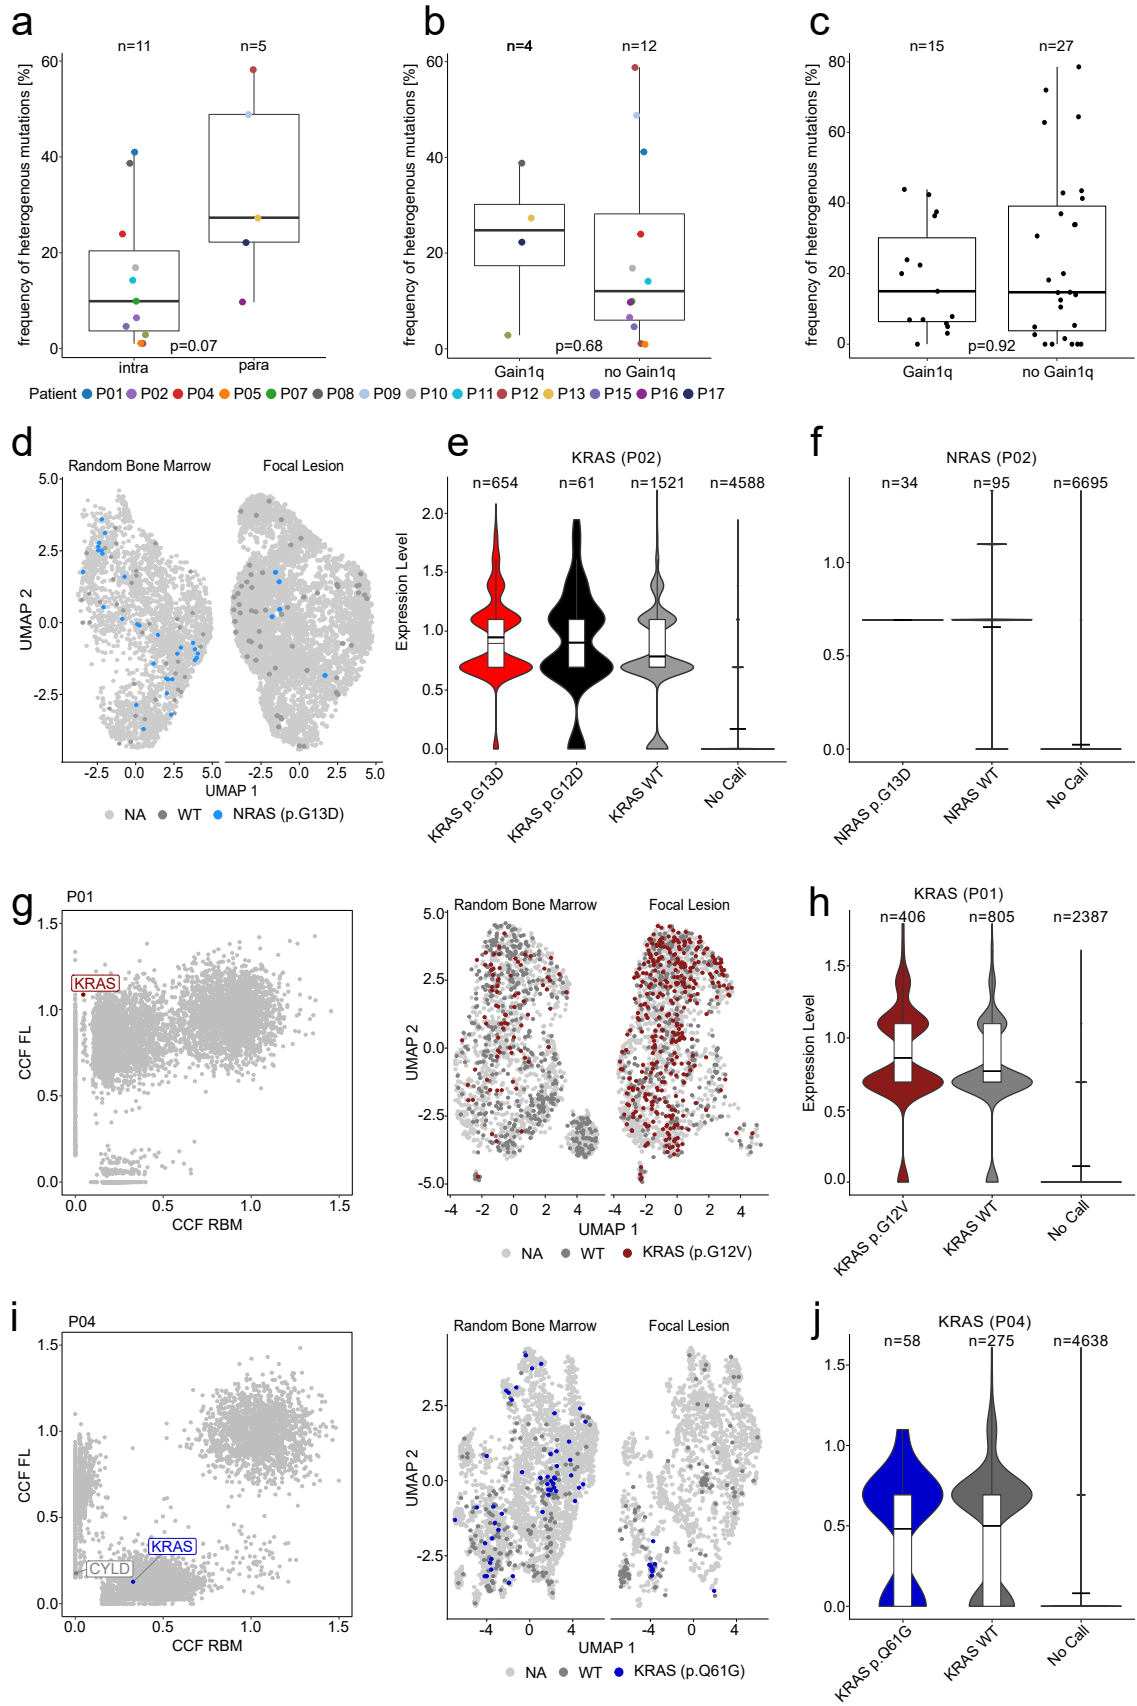 a
n=11 n=5
frequency of heterogenous mutations [%]
60
40
20
0
p=0.07
intra para
b
n=4 n=12
frequency of heterogenous mutations [%]
60
40
20
0
p=0.68
Gain1q no Gain1q
c
n=15 n=27
frequency of heterogenous mutations [%]
80
60
40
20
0
p=0.92
Gain1q no Gain1q
Patient P01 P02 P04 P05 P07 P08 P09 P10 P11 P12 P13 P15 P16 P17
d
Random Bone Marrow Focal Lesion
UMAP 2
5.0
2.5
0.0
-2.5
-2.5 0.0 2.5 5.0 -2.5 0.0 2.5 5.0
UMAP 1
NA WT NRAS (p.G13D)
e
KRAS (P02)
n=654 n=61 n=1521 n=4588
Expression Level
2.0
1.5
1.0
0.5
0.0
KRAS p.G13D KRAS p.G12D KRAS WT No Call
f
NRAS (P02)
n=34 n=95 n=6695
1.0
0.5
0.0
NRAS p.G13D NRAS WT No Call
g
P01
CCF FL
1.5
1.0
0.5
0.0
KRAS
0.0 0.5 1.0 1.5
CCF RBM
Random Bone Marrow Focal Lesion
UMAP 2
5.0
2.5
0.0
-2.5
-5.0
-4 -2 0 2 4 -4 -2 0 2 4
UMAP 1
NA WT KRAS (p.G12V)
h
KRAS (P01)
n=406 n=805 n=2387
Expression Level
1.5
1.0
0.5
0.0
KRAS p.G12V KRAS WT No Call
i
P04
CCF FL
1.5
1.0
0.5
0.0
KRAS
CYLD
0.0 0.5 1.0 1.5
CCF RBM
Random Bone Marrow Focal Lesion
UMAP 2
2.5
0.0
-2.5
-4 0 4 -4 0 4
UMAP 1
NA WT KRAS (p.Q61G)
j
KRAS (P04)
n=58 n=275 n=4638
1.5
1.0
0.5
0.0
KRAS p.Q61G KRAS WT No Call